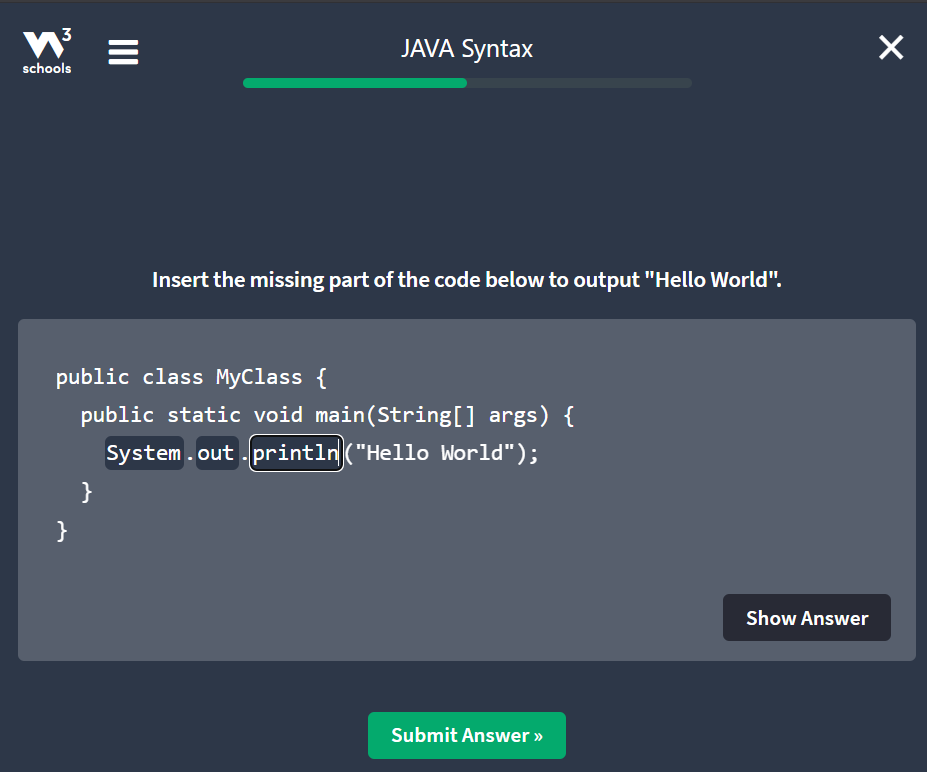 3
schools
JAVA Syntax
Insert the missing part of the code below to output "Hello World".
public class MyClass {
  public static void main(String[] args) {
    System.out.println("Hello World");
  }
}
Show Answer
Submit Answer »